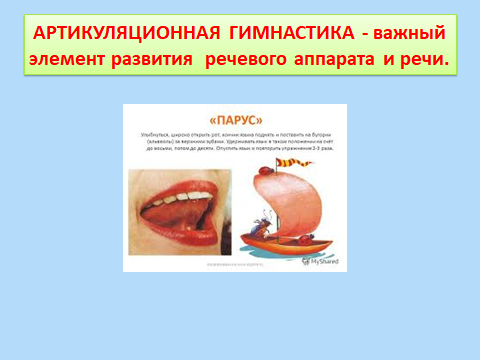 АРТИКУЛЯЦИОННАЯ ГИМНАСТИКА - важный
элемент развития речевого аппарата и речи.
«ПАРУС»
Улыбнуться, широко открыть рот, кончик языка поднять и поставить на бугорки
(альвеолы) за верхними зубами. Удерживать язык в таком положении на счёт
до восьми, потом до десяти. Опустить язык и повторить упражнение 2-3 раза.
MyShared